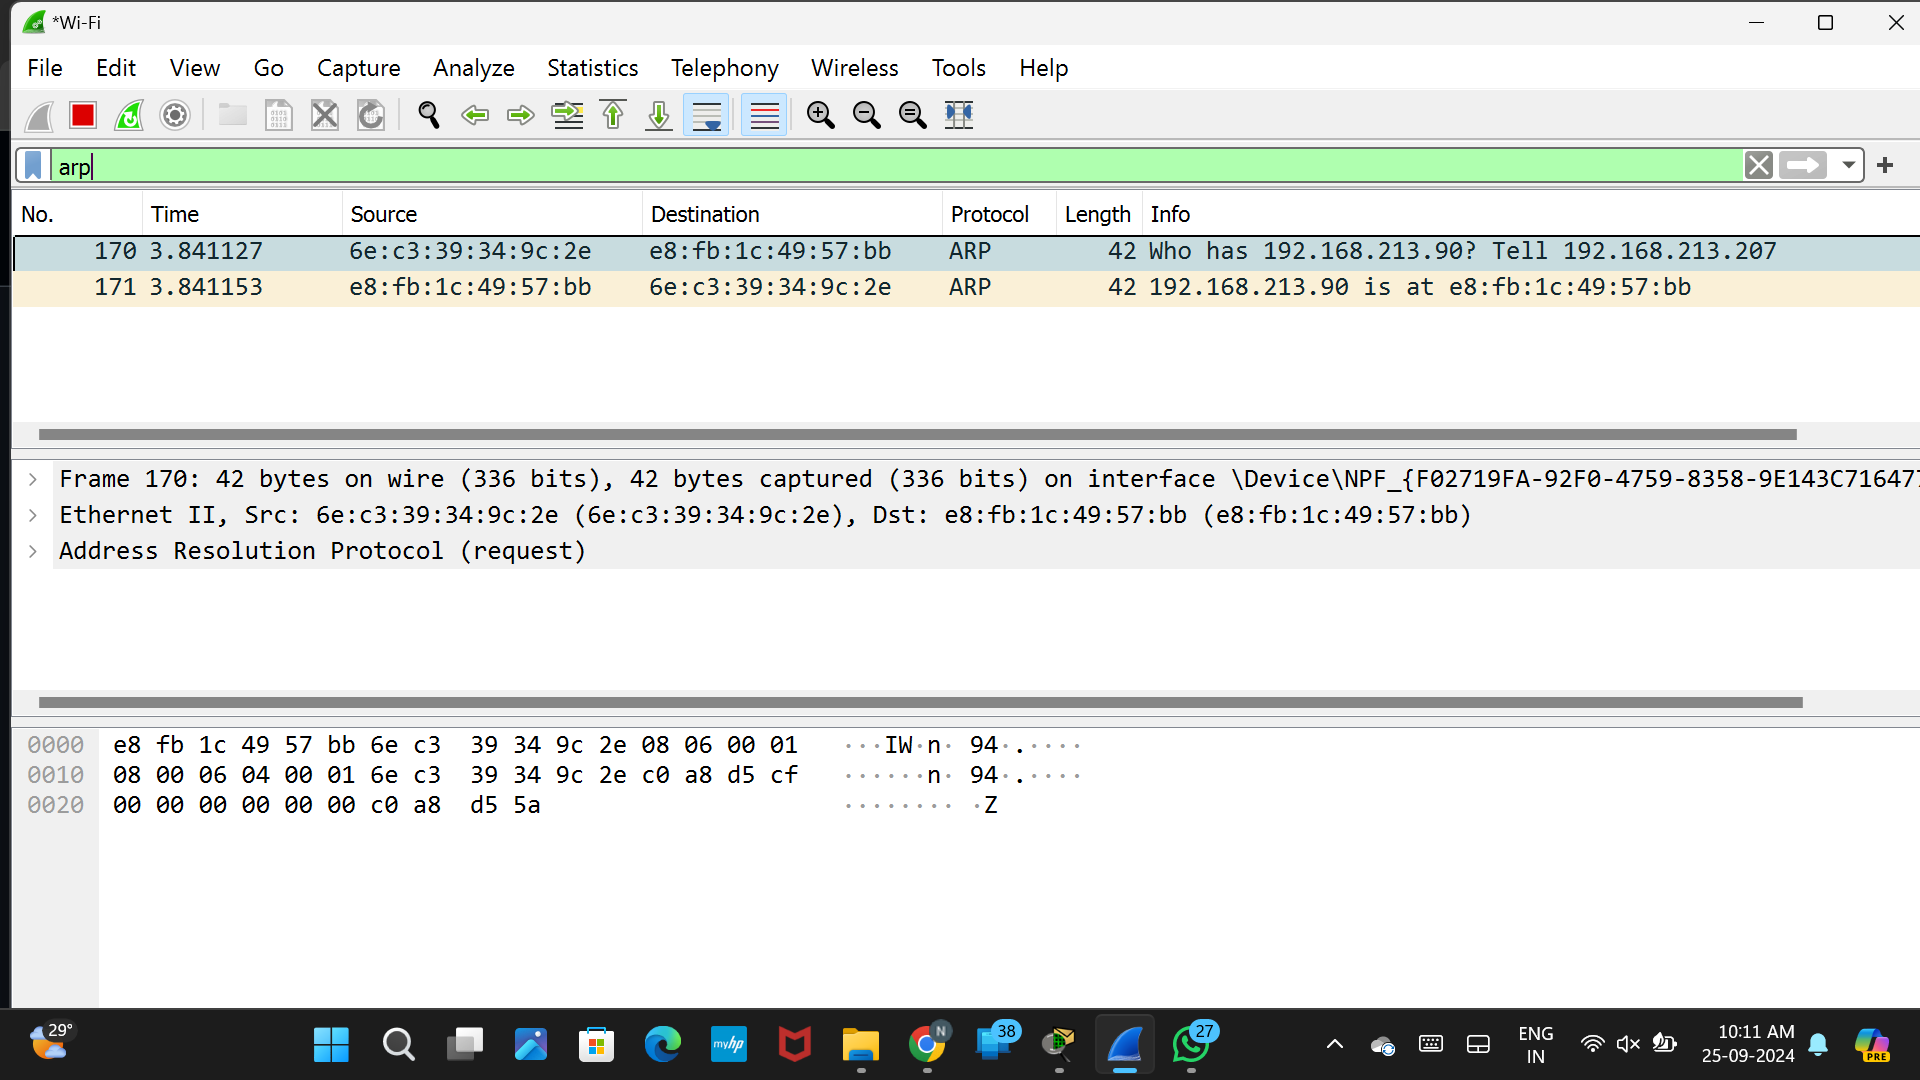 *Wi-Fi
File Edit View Go Capture Analyze Statistics Telephony Wireless Tools Help
arp
No. Time Source Destination Protocol Length Info
170 3.841127 6e:c3:39:34:9c:2e e8:fb:1c:49:57:bb ARP 42 Who has 192.168.213.90? Tell 192.168.213.207
171 3.841153 e8:fb:1c:49:57:bb 6e:c3:39:34:9c:2e ARP 42 192.168.213.90 is at e8:fb:1c:49:57:bb
Frame 170: 42 bytes on wire (336 bits), 42 bytes captured (336 bits) on interface \Device\NPF_{F02719FA-92F0-4759-8358-9E143C71647
Ethernet II, Src: 6e:c3:39:34:9c:2e (6e:c3:39:34:9c:2e), Dst: e8:fb:1c:49:57:bb (e8:fb:1c:49:57:bb)
Address Resolution Protocol (request)
0000 e8 fb 1c 49 57 bb 6e c3 39 34 9c 2e 08 06 00 01 ···IW·n· 94·.····
0010 08 00 06 04 00 01 6e c3 39 34 9c 2e c0 a8 d5 cf ······n· 94·.····
0020 00 00 00 00 00 00 c0 a8 d5 5a ········ ·Z
29°
myhp
N
38
27
ENG
IN
10:11 AM
25-09-2024
PRE